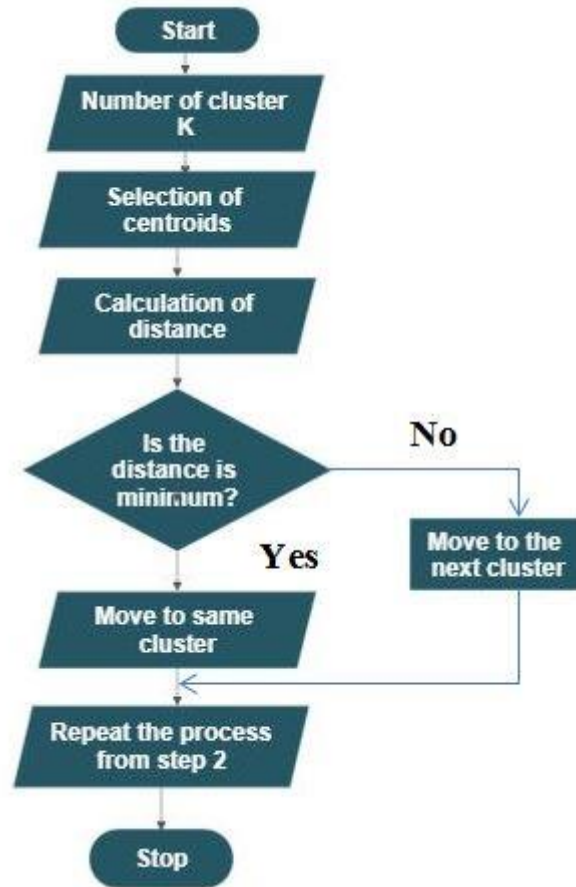 Start
Number of cluster
K
Selection of
centroids
Calculation of
distance
Is the
distance is
minimum?
No
Yes
Move to the
next cluster
Move to same
cluster
Repeat the process
from step 2
Stop